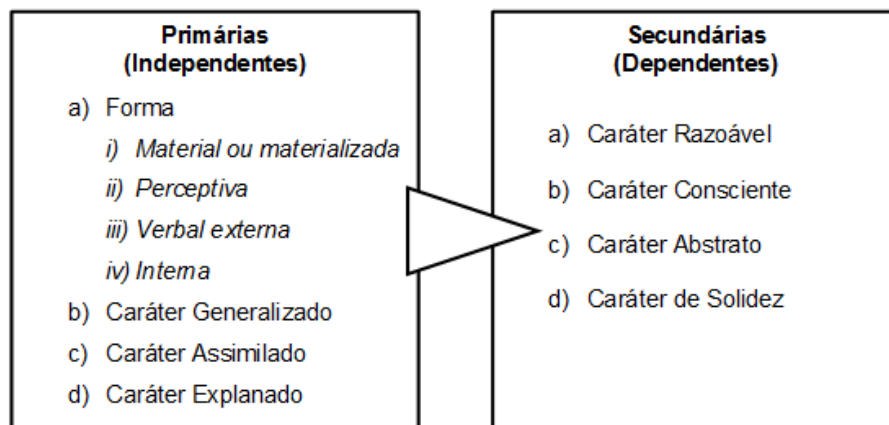 Primárias
(Independentes)
a) Forma
i) Material ou materializada
ii) Perceptiva
iii) Verbal externa
iv) Interna
b) Caráter Generalizado
c) Caráter Assimilado
d) Caráter Explanado
Secundárias
(Dependentes)
a) Caráter Razoável
b) Caráter Consciente
c) Caráter Abstrato
d) Caráter de Solidez